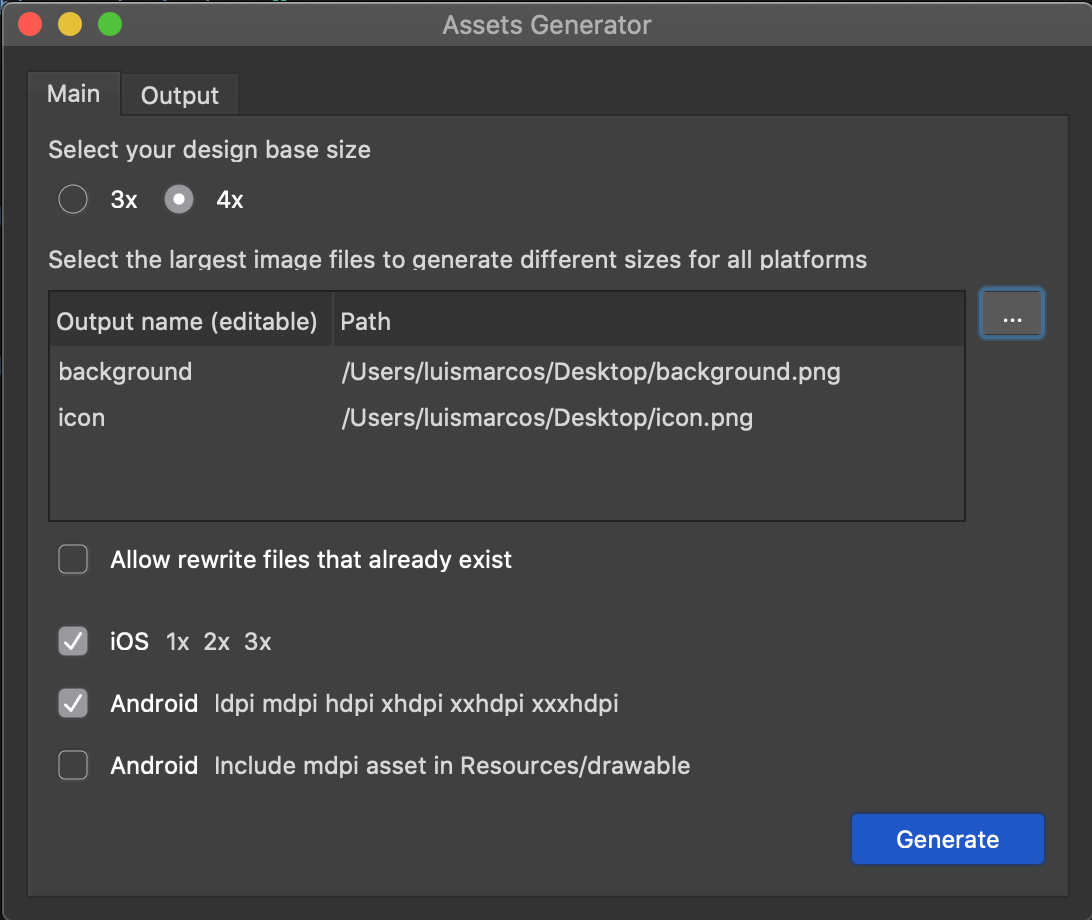 Assets Generator
Main Output
Select your design base size
3x 4x
Select the largest image files to generate different sizes for all platforms
...
Output name (editable) Path
background /Users/luismarcos/Desktop/background.png
icon /Users/luismarcos/Desktop/icon.png
Allow rewrite files that already exist
iOS 1x 2x 3x
Android ldpi mdpi hdpi xhdpi xxhdpi xxxhdpi
Android Include mdpi asset in Resources/drawable
Generate